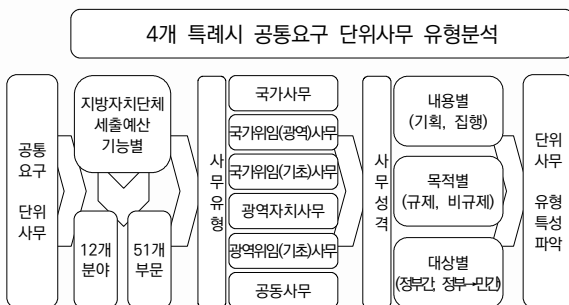 4개 특례시 공통요구 단위사무 유형분석
공통
요구
단위
사무
지방자치단체
세출예산
기능별
12개
분야
51개
부문
사무유형
국가사무
국가위임(광역)사무
국가위임(기초)사무
광역자치사무
광역위임(기초)사무
공동사무
사무성격
내용별
(기획, 집행)
목적별
(규제, 비규제)
대상별
(정부간, 정부→민간)
단위
사무
유형
특성
파악